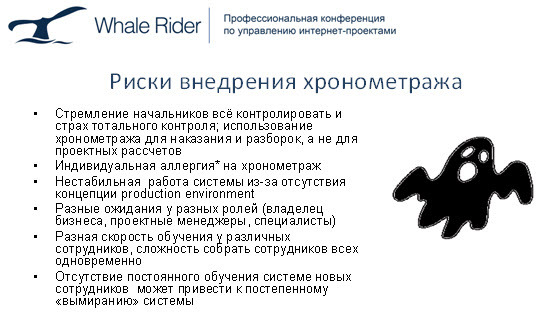 Whale Rider
Профессиональная конференция
по управлению интернет-проектами
Риски внедрения хронометража
• Стремление начальников всё контролировать и
страх тотального контроля; использование
хронометража для наказания и разборок, а не для
проектных рассчетов
• Индивидуальная аллергия* на хронометраж
• Нестабильная работа системы из-за отсутствия
концепции production environment
• Разные ожидания у разных ролей (владелец
бизнеса, проектные менеджеры, специалисты)
• Разная скорость обучения у различных
сотрудников, сложность собрать сотрудников всех
одновременно
• Отсутствие постоянного обучения системе новых
сотрудников может привести к постепенному
«вымиранию» системы